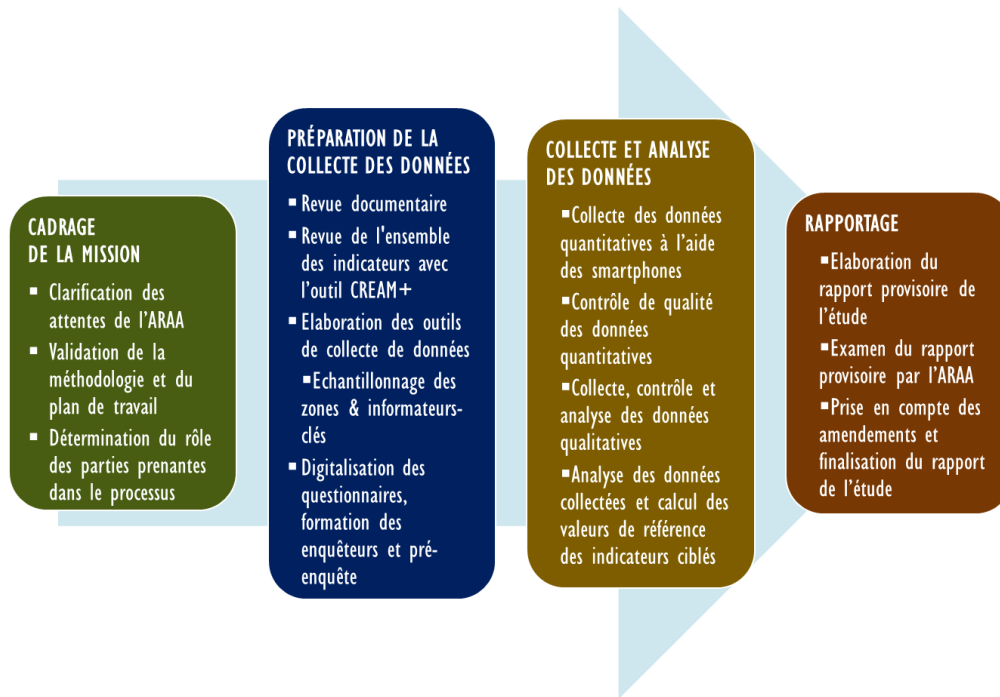 CADRAGE
DE LA MISSION
▪ Clarification des
attentes de l'ARAA
▪ Validation de la
méthodologie et du
plan de travail
▪ Détermination du rôle
des parties prenantes
dans le processus
PRÉPARATION DE LA
COLLECTE DES DONNÉES
▪Revue documentaire
▪Revue de l'ensemble
des indicateurs avec
l'outil CREAM+
▪Elaboration des outils
de collecte de données
▪Echantillonnage des
zones & informateurs-
clés
▪Digitalisation des
questionnaires,
formation des
enquêteurs et pré-
enquête
COLLECTE ET ANALYSE
DES DONNÉES
▪Collecte des données
quantitatives à l'aide
des smartphones
▪Contrôle de qualité
des données
quantitatives
▪Collecte, contrôle et
analyse des données
qualitatives
▪Analyse des données
collectées et calcul des
valeurs de référence
des indicateurs ciblés
RAPPORTAGE
▪Elaboration du
rapport provisoire de
l'étude
▪Examen du rapport
provisoire par l'ARAA
▪Prise en compte des
amendements et
finalisation du rapport
de l'étude